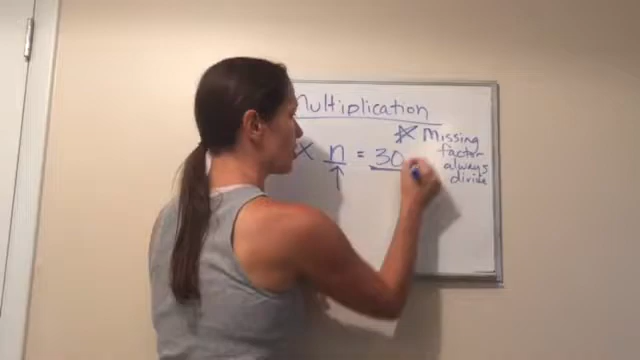 Multiplication
× n = 30
☆ Missing
factor
always
divide